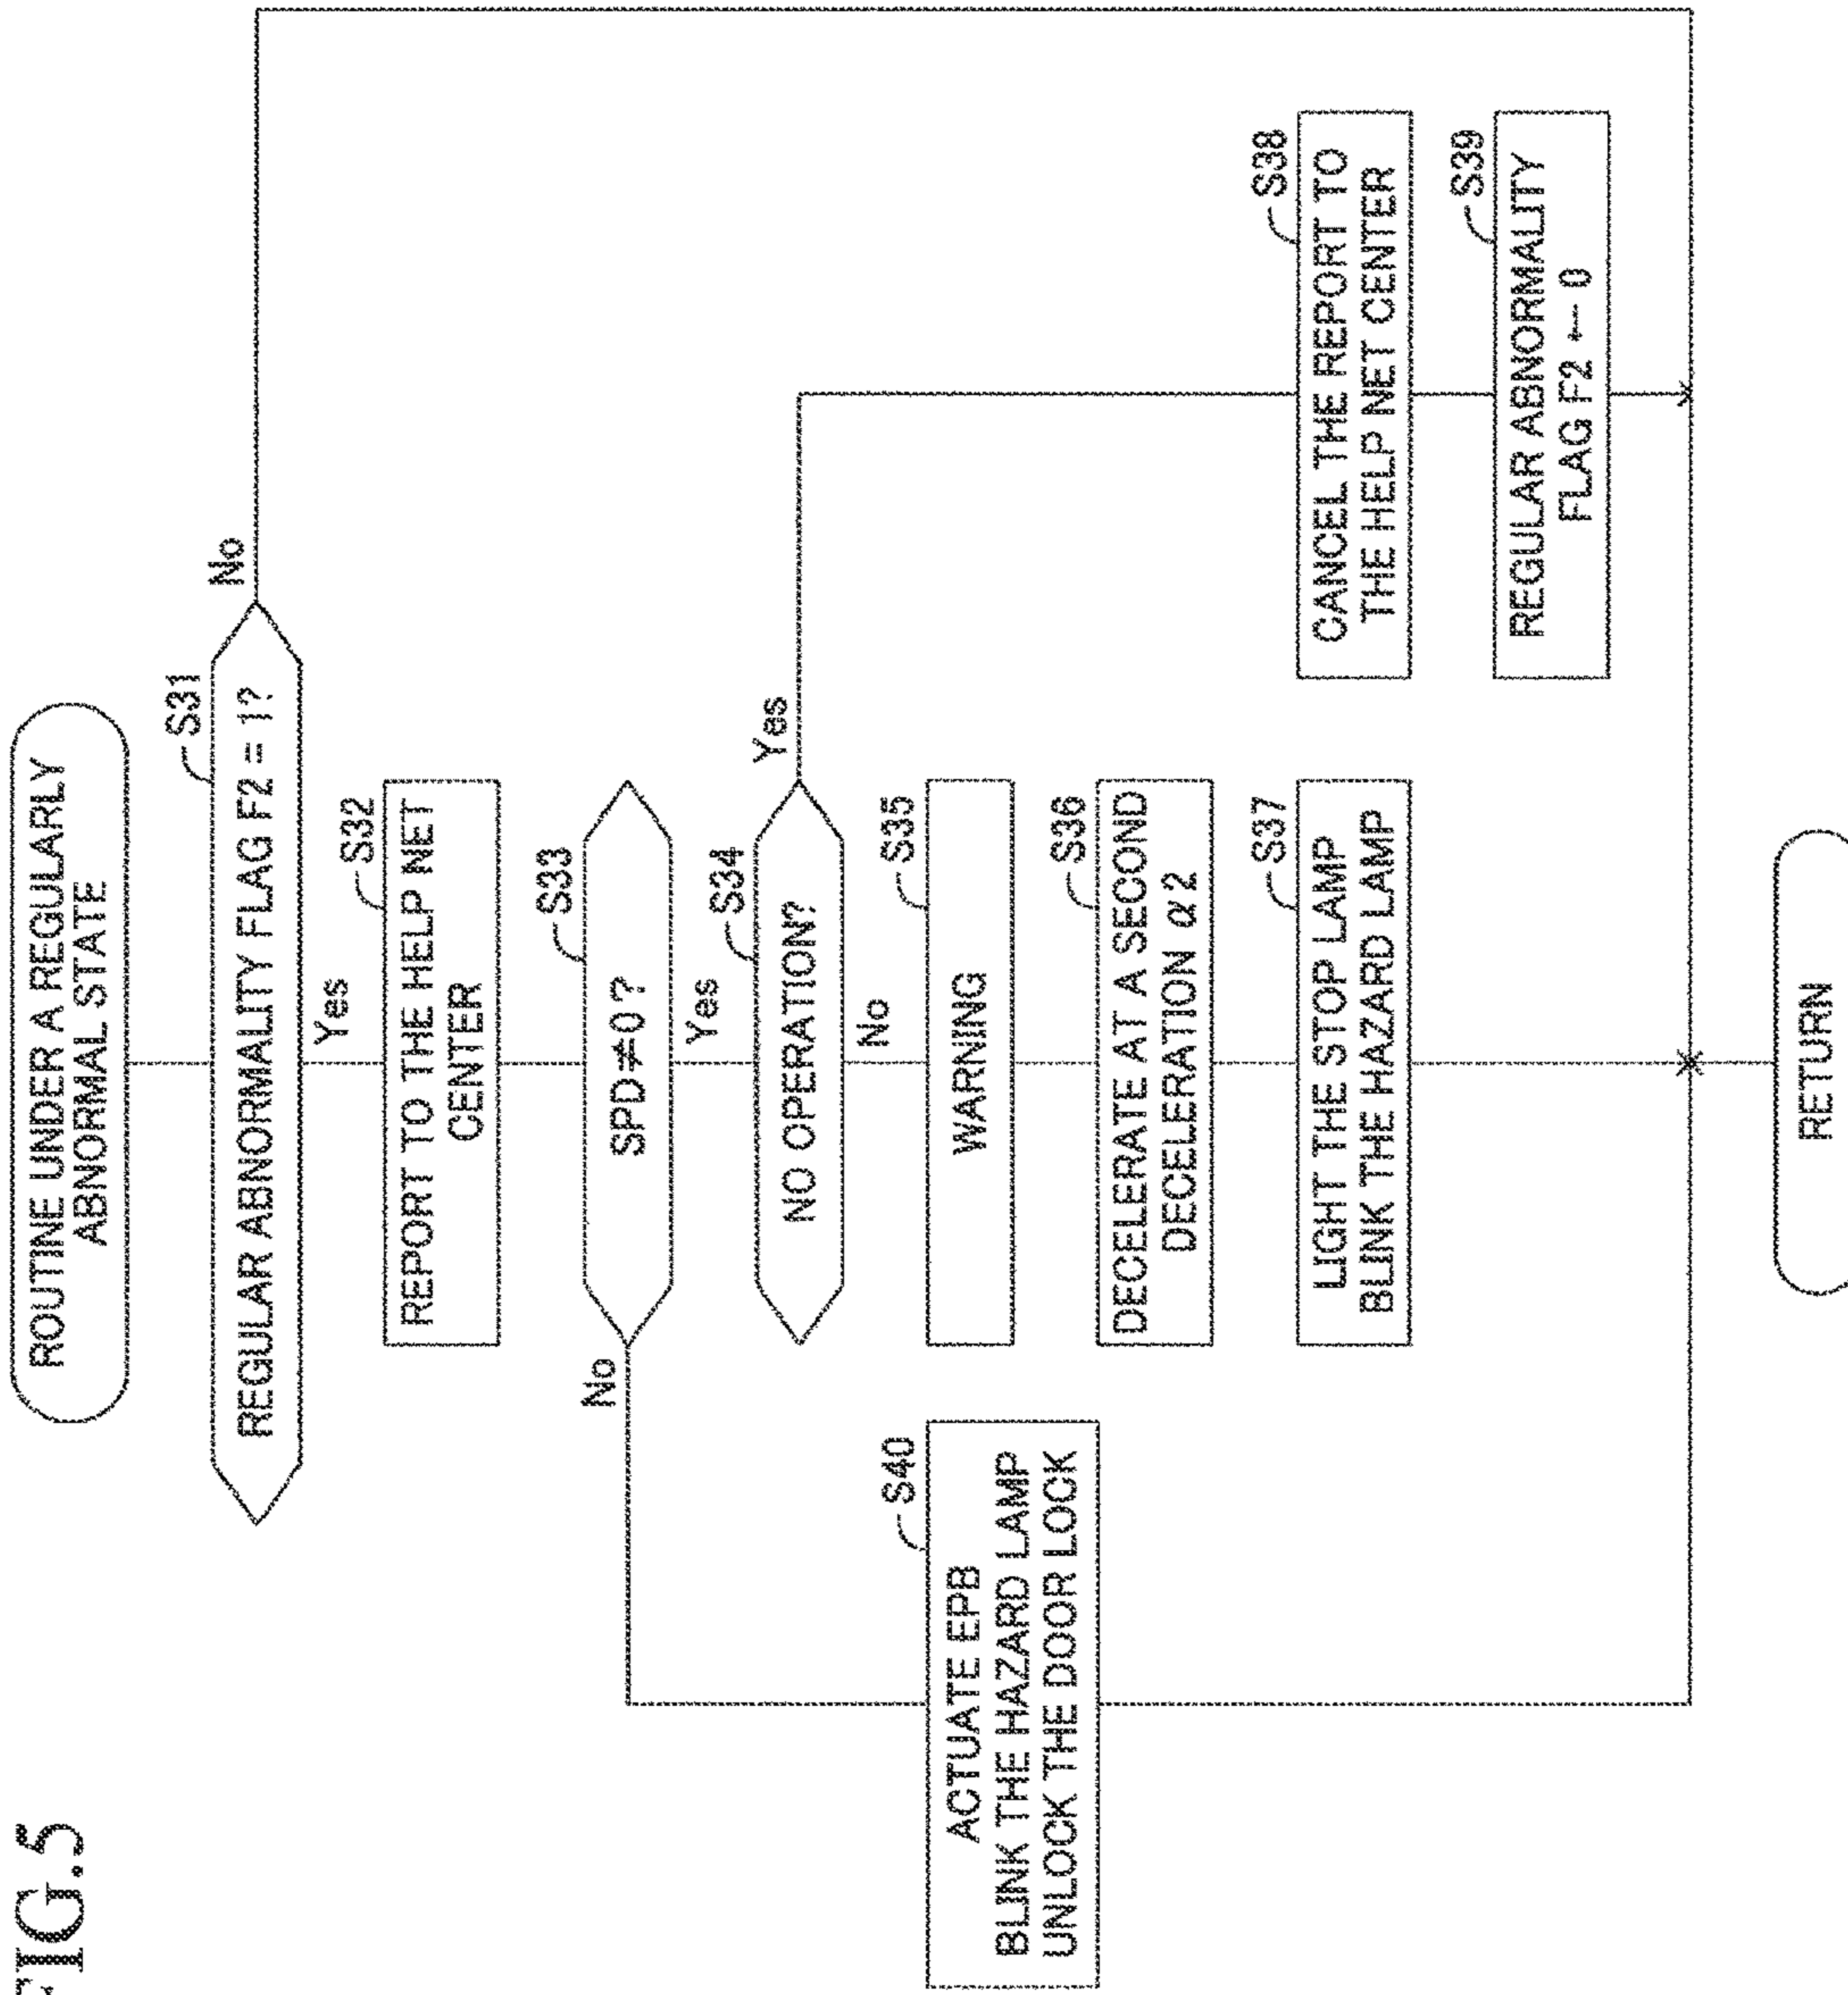 FIG.5
ROUTINE UNDER A REGULARLY
ABNORMAL STATE
S31
REGULAR ABNORMALITY FLAG F2 = 1?
No
Yes
S32
REPORT TO THE HELP NET
CENTER
S33
SPD≠0?
No
Yes
S34
NO OPERATION?
Yes
No
S35
WARNING
S36
DECELERATE AT A SECOND
DECELERATION α2
S37
LIGHT THE STOP LAMP
BLINK THE HAZARD LAMP
S38
CANCEL THE REPORT TO
THE HELP NET CENTER
S39
REGULAR ABNORMALITY
FLAG F2 ← 0
S40
ACTUATE EPB
BLINK THE HAZARD LAMP
UNLOCK THE DOOR LOCK
RETURN